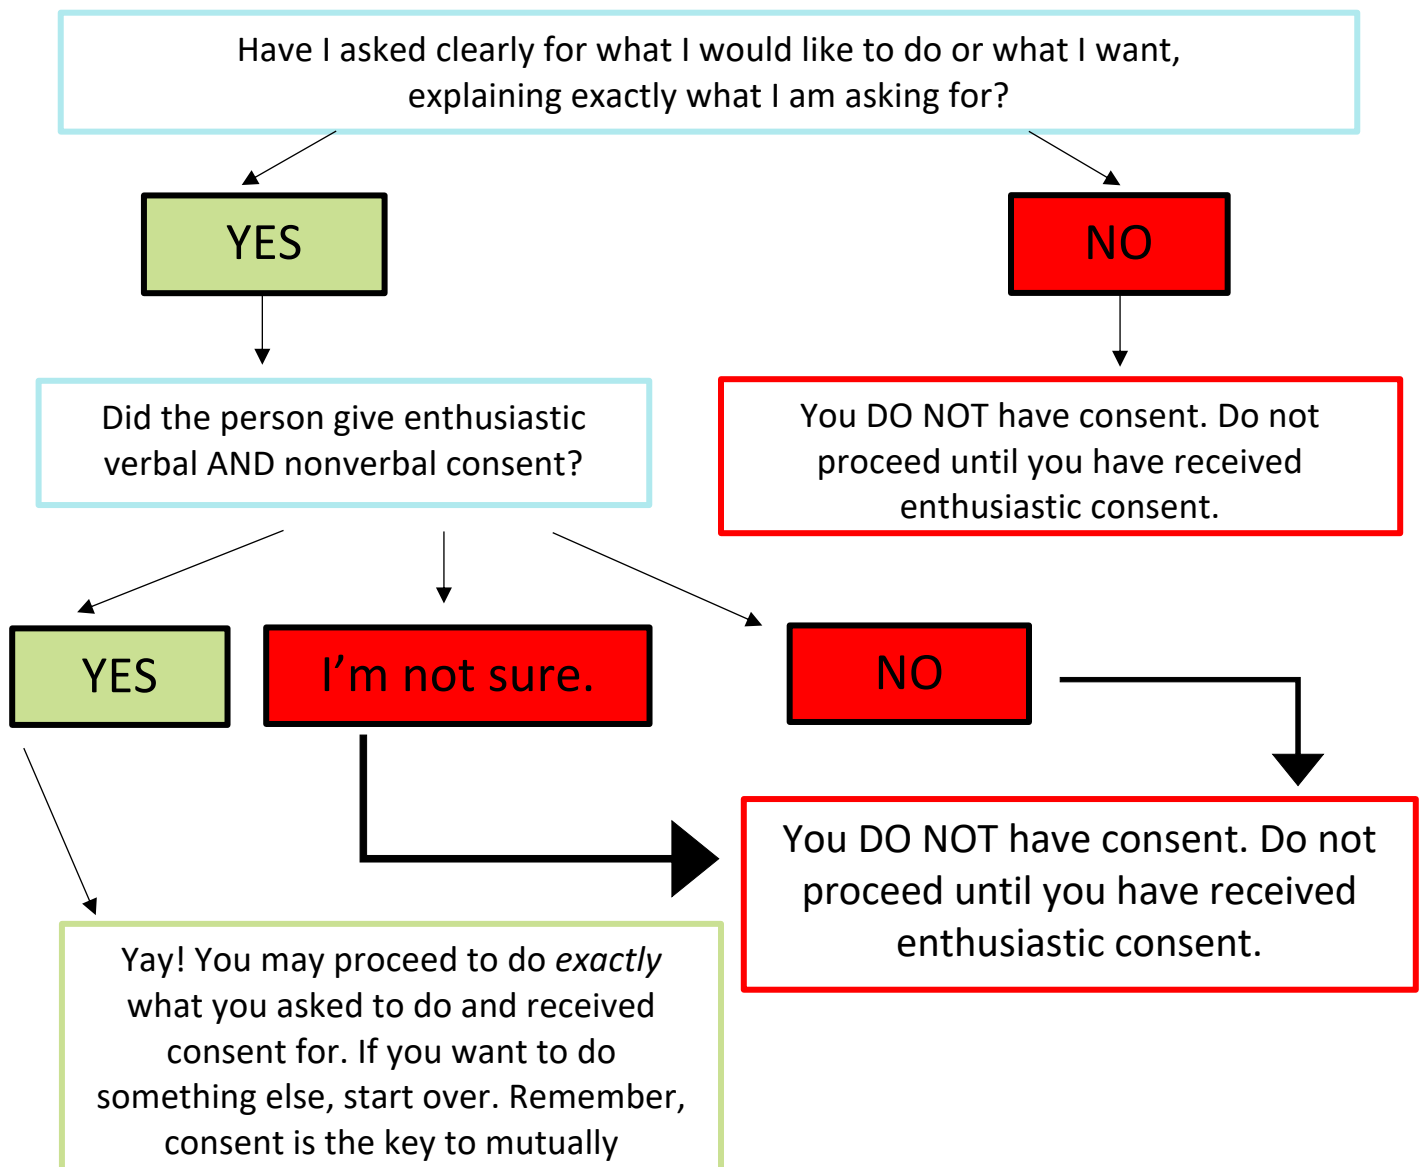 Have I asked clearly for what I would like to do or what I want,
explaining exactly what I am asking for?
YES
NO
Did the person give enthusiastic
verbal AND nonverbal consent?
You DO NOT have consent. Do not
proceed until you have received
enthusiastic consent.
YES
I’m not sure.
NO
You DO NOT have consent. Do not
proceed until you have received
enthusiastic consent.
Yay! You may proceed to do exactly
what you asked to do and received
consent for. If you want to do
something else, start over. Remember,
consent is the key to mutually